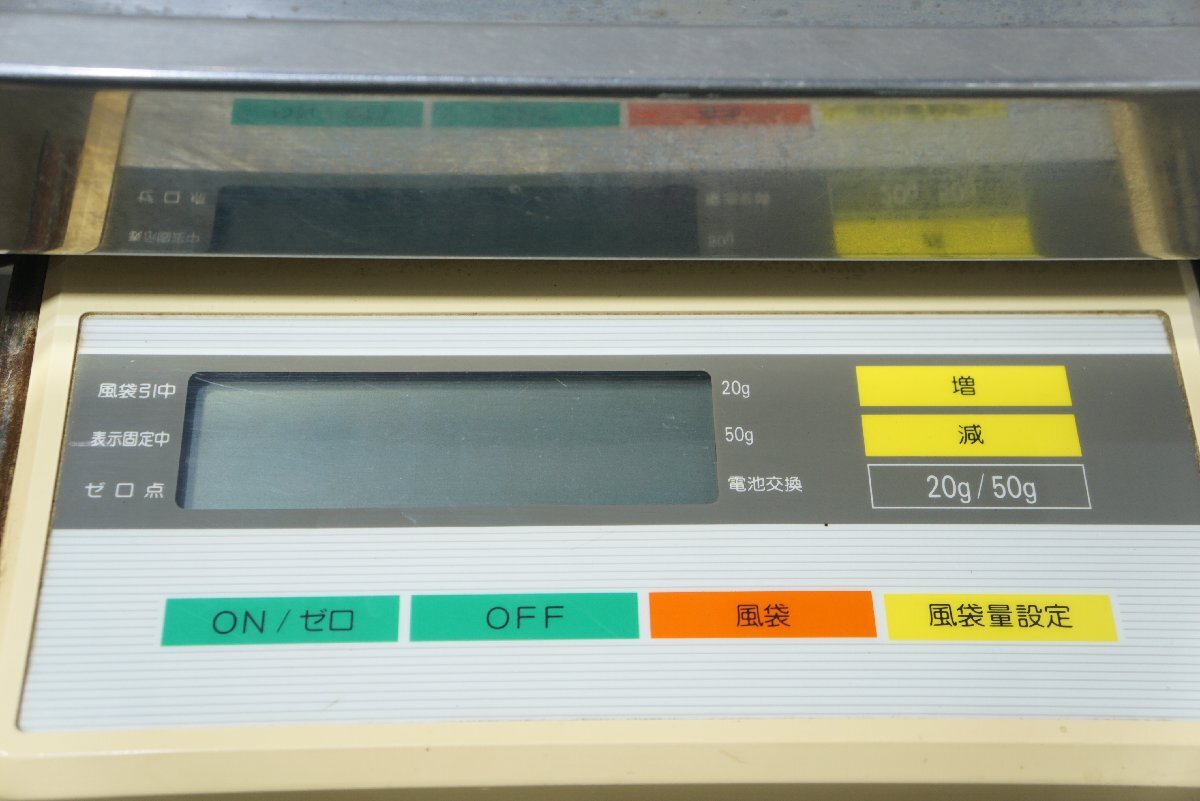 風袋引中
表示固定中
ゼロ点
20g
50g
電池交換
増
減
20g/50g
ON/ゼロ
OFF
風袋
風袋量設定